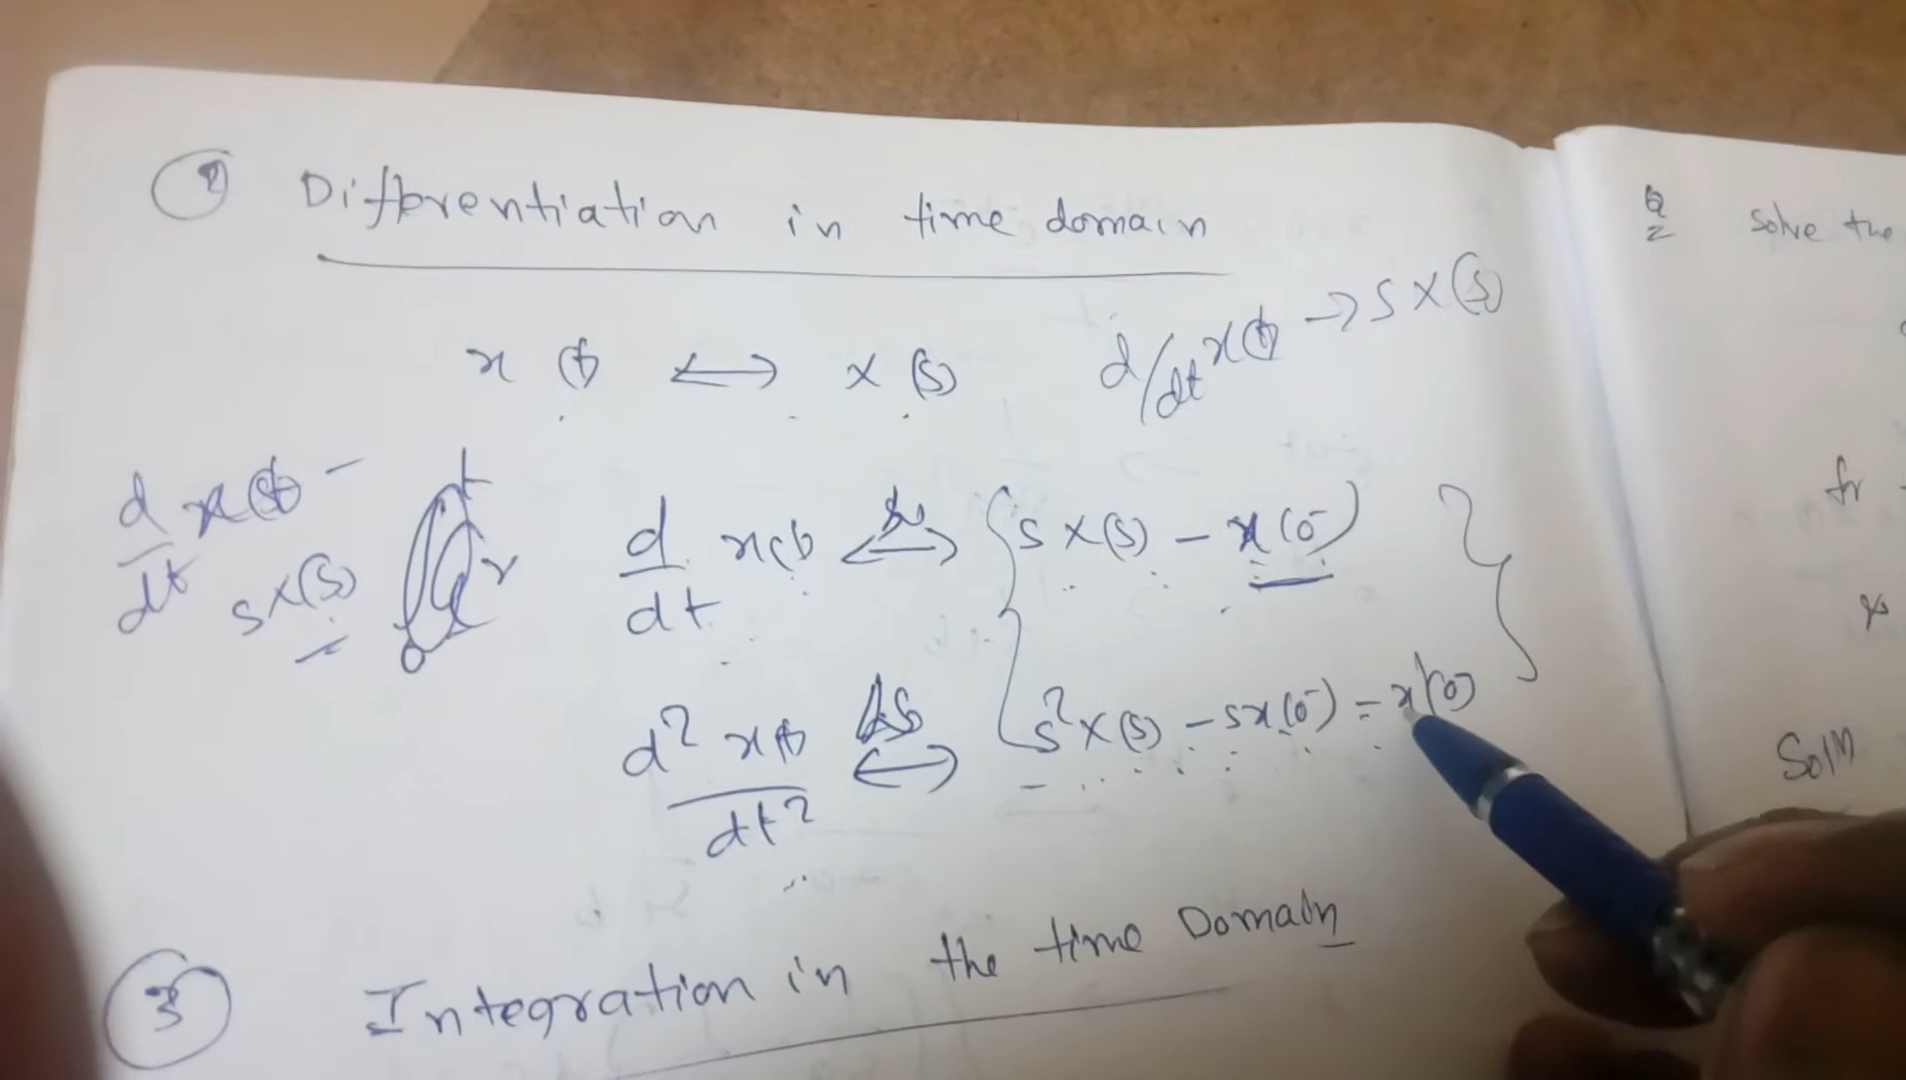 ② Differentiation in time domain
x(t) ↔ X(s)
d/dt x(t) → sX(s)
d/dt x(t) –
sX(s)
d/dt x(t) ↔ { sX(s) – x(0⁻) }
d²x(t)/dt² ↔ s²X(s) – sx(0⁻) – x'(0)
③ Integration in the time Domain
Q
Solve the
for
Solⁿ